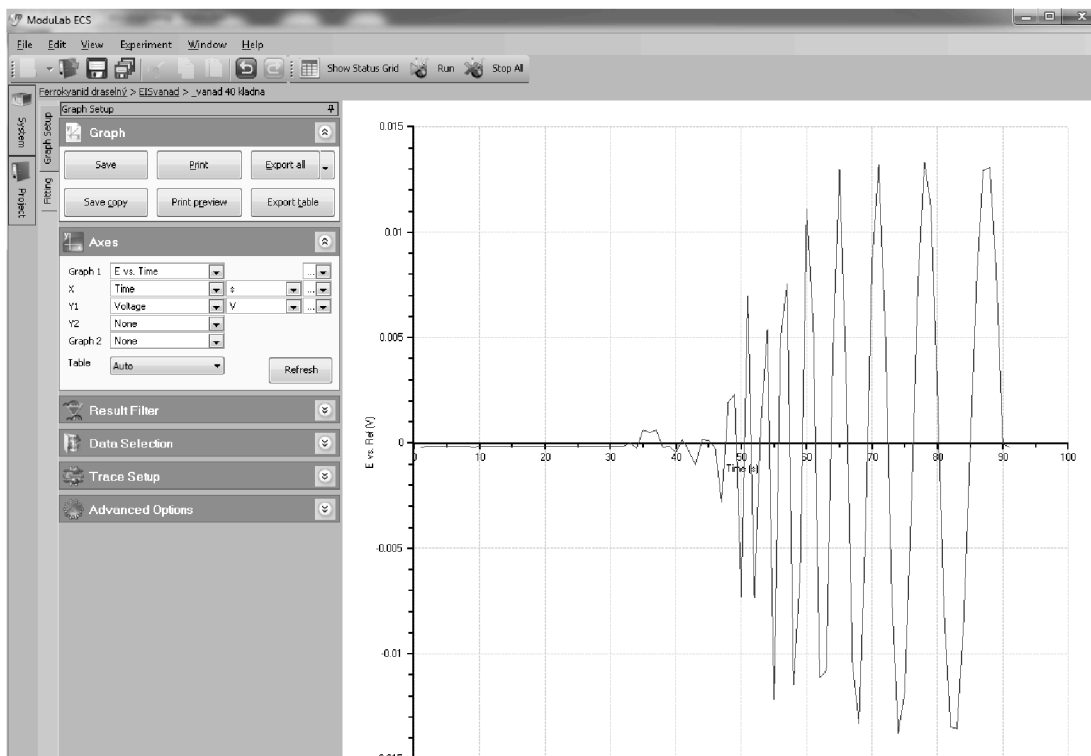 ModuLab ECS
File Edit View Experiment Window Help
Show Status Grid Run Stop All
Ferrokyanid draselný > EISvanad > _vanad 40 kladna
System
Project
Graph Setup
Fitting
Graph Setup
Graph
Save Print Export all
Save copy Print preview Export table
Axes
Graph 1 E vs. Time ...
X Time s ...
Y1 Voltage V ...
Y2 None
Graph 2 None
Table Auto Refresh
Result Filter
Data Selection
Trace Setup
Advanced Options
0.015
0.01
0.005
0
-0.005
-0.01
-0.015
E vs. Ref (V)
0 10 20 30 40 50 60 70 80 90 100
Time (s)